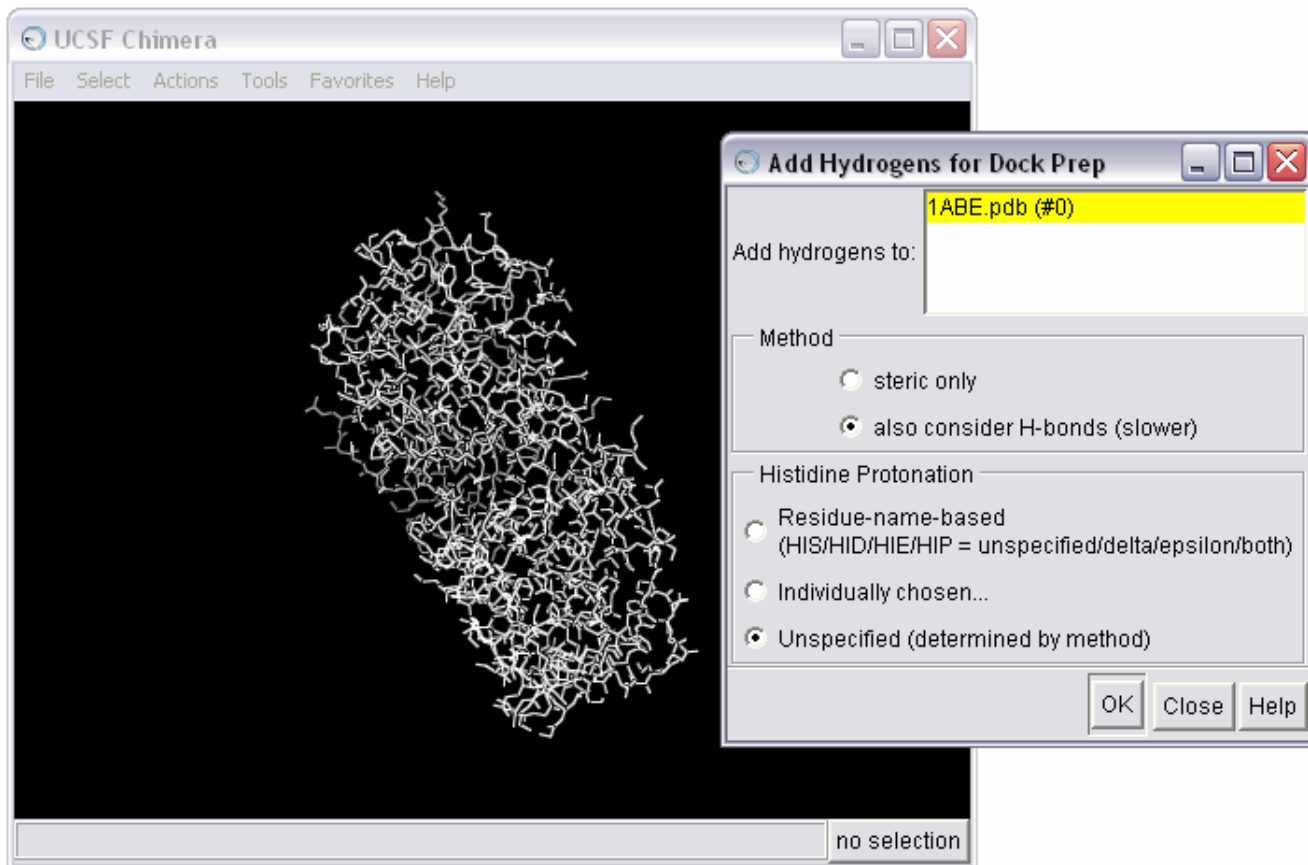 UCSF Chimera
File Select Actions Tools Favorites Help
Add Hydrogens for Dock Prep
Add hydrogens to:
1ABE.pdb (#0)
Method
steric only
also consider H-bonds (slower)
Histidine Protonation
Residue-name-based
(HIS/HID/HIE/HIP = unspecified/delta/epsilon/both)
Individually chosen...
Unspecified (determined by method)
OK Close Help
no selection